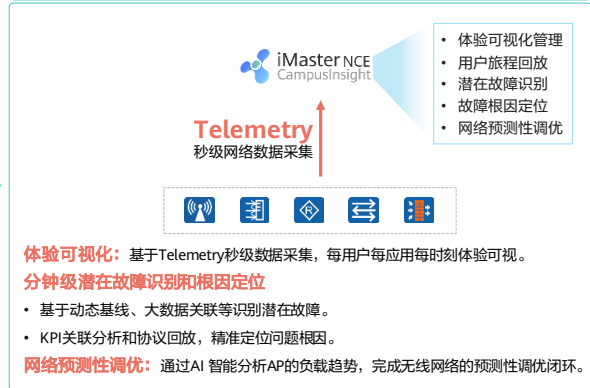 iMaster NCE
CampusInsight
• 体验可视化管理
• 用户旅程回放
• 潜在故障识别
• 故障根因定位
• 网络预测性调优
Telemetry
秒级网络数据采集
R
体验可视化：基于Telemetry秒级数据采集，每用户每应用每时刻体验可视。
分钟级潜在故障识别和根因定位
• 基于动态基线、大数据关联等识别潜在故障。
• KPI关联分析和协议回放，精准定位问题根因。
网络预测性调优：通过AI 智能分析AP的负载趋势，完成无线网络的预测性调优闭环。